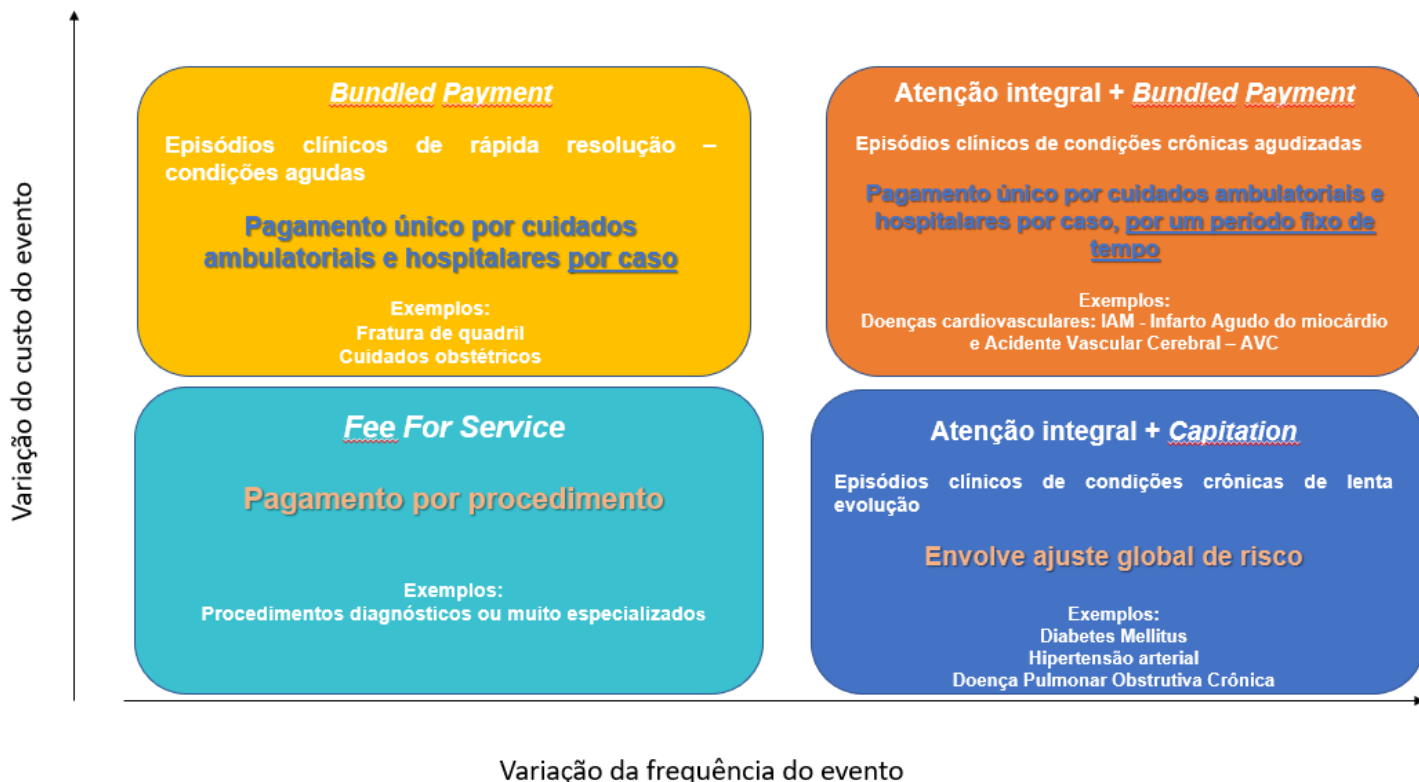 Variação do custo do evento
Bundled Payment
Episódios clínicos de rápida resolução –
condições agudas
Pagamento único por cuidados
ambulatoriais e hospitalares por caso
Exemplos:
Fratura de quadril
Cuidados obstétricos
Atenção integral + Bundled Payment
Episódios clínicos de condições crônicas agudizadas
Pagamento único por cuidados ambulatoriais e
hospitalares por caso, por um período fixo de
tempo
Exemplos:
Doenças cardiovasculares: IAM - Infarto Agudo do miocárdio
e Acidente Vascular Cerebral – AVC
Fee For Service
Pagamento por procedimento
Exemplos:
Procedimentos diagnósticos ou muito especializados
Atenção integral + Capitation
Episódios clínicos de condições crônicas de lenta
evolução
Envolve ajuste global de risco
Exemplos:
Diabetes Mellitus
Hipertensão arterial
Doença Pulmonar Obstrutiva Crônica
Variação da frequência do evento